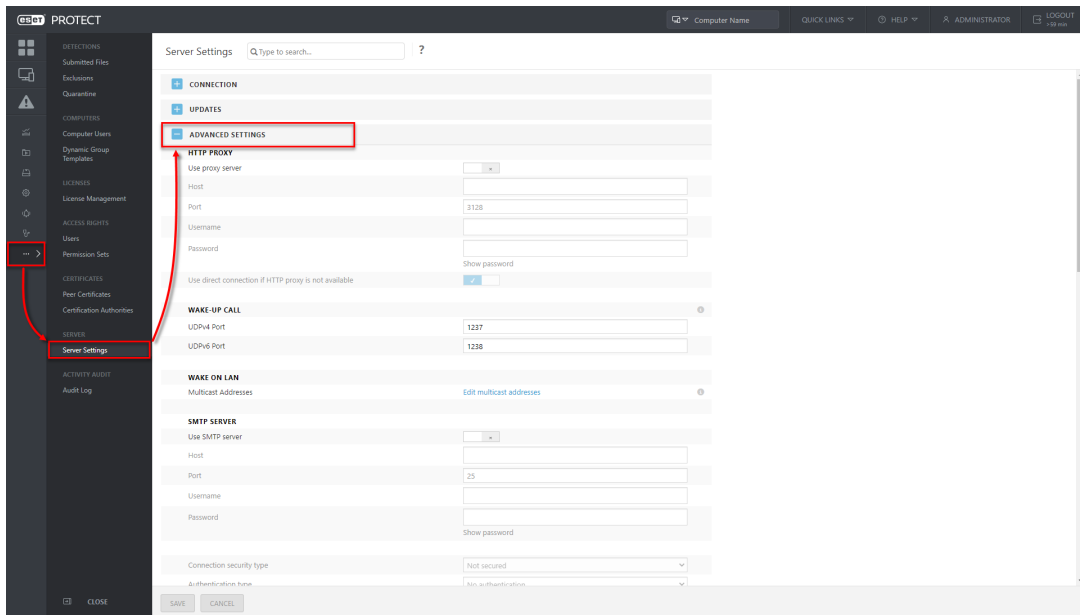 eset PROTECT
Computer Name
QUICK LINKS
HELP
ADMINISTRATOR
LOGOUT
>59 min
DETECTIONS
Submitted Files
Exclusions
Quarantine
COMPUTERS
Computer Users
Dynamic Group
Templates
LICENSES
License Management
ACCESS RIGHTS
Users
Permission Sets
CERTIFICATES
Peer Certificates
Certification Authorities
SERVER
Server Settings
ACTIVITY AUDIT
Audit Log
CLOSE
Server Settings
Type to search...
?
CONNECTION
UPDATES
ADVANCED SETTINGS
HTTP PROXY
Use proxy server
Host
Port 3128
Username
Password
Show password
Use direct connection if HTTP proxy is not available
WAKE-UP CALL
UDPv4 Port 1237
UDPv6 Port 1238
WAKE ON LAN
Multicast Addresses Edit multicast addresses
SMTP SERVER
Use SMTP server
Host
Port 25
Username
Password
Show password
Connection security type Not secured
Authentication type No authentication
SAVE CANCEL